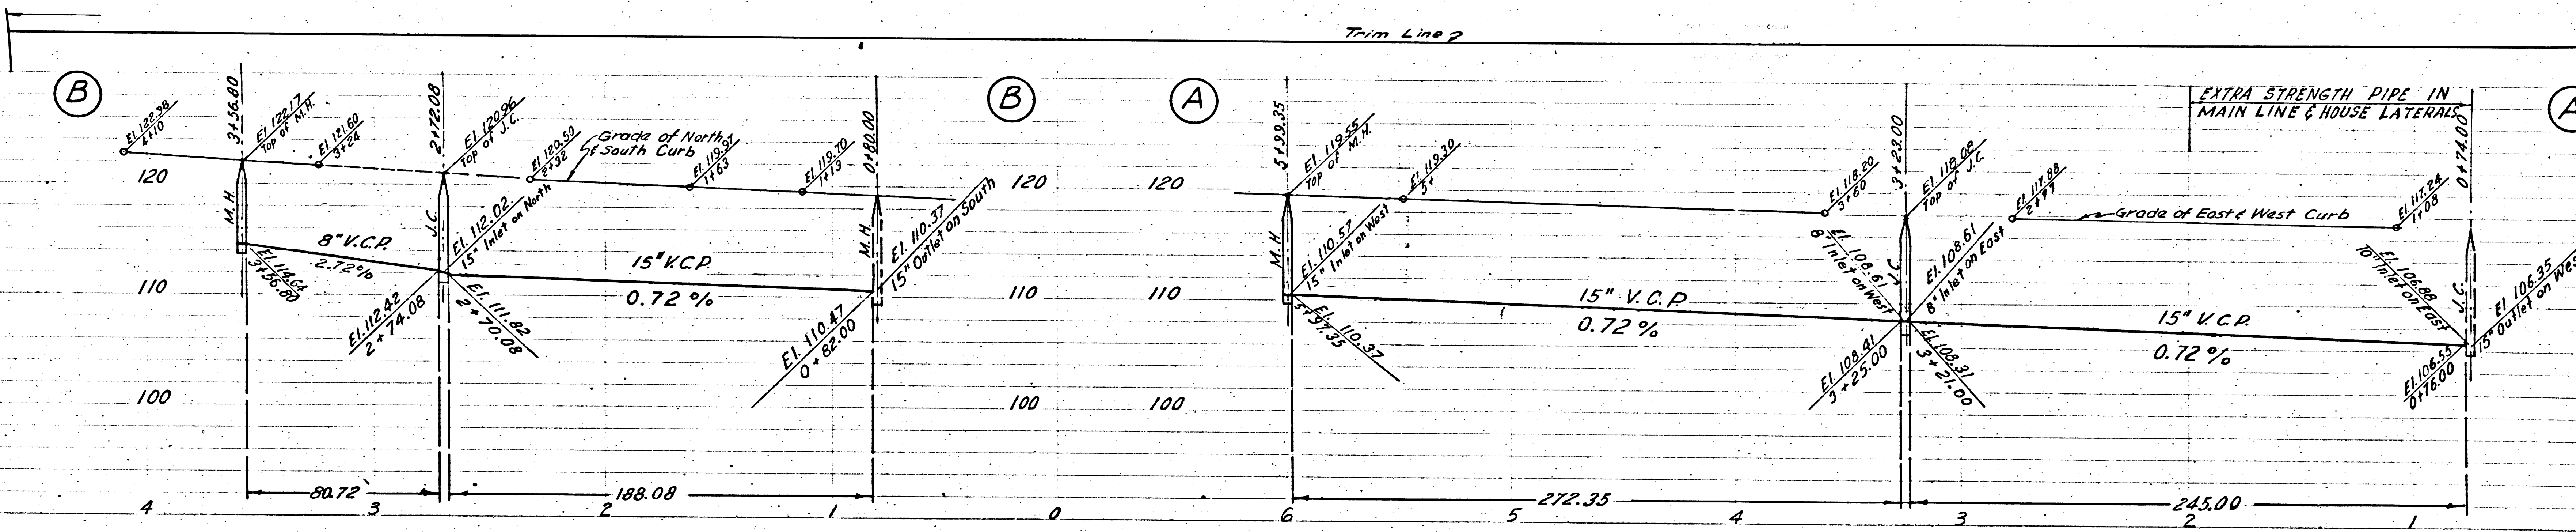 Trim Line
B
El. 122.98
4+10
3+56.80
El. 122.17
Top of M.H.
El. 121.60
3+24
2+72.08
El. 120.96
Top of J.C.
El. 120.50
2+32
Grade of North
& South Curb
El. 119.97
1+63
El. 119.70
1+13
0+80.00
B
120
120
M.H.
J.C.
M.H.
El. 112.02
15" Inlet on North
El. 110.37
15" Outlet on South
8" V.C.P.
2.72%
15" V.C.P.
0.72 %
El. 114.64
3+56.80
El. 112.42
2+74.08
El. 111.82
2+70.08
El. 110.47
0+82.00
110
110
100
100
80.72
188.08
4
3
2
1
0
A
5+99.35
El. 119.55
Top of M.H.
El. 119.30
5+
El. 118.20
3+60
3+23.00
El. 118.08
Top of J.C.
El. 117.88
2+77
Grade of East & West Curb
El. 117.24
1+08
0+74.00
EXTRA STRENGTH PIPE IN
MAIN LINE & HOUSE LATERALS
A
120
M.H.
El. 110.57
15" Inlet on West
El. 110.37
5+97.35
15" V.C.P.
0.72 %
El. 108.61
8" Inlet on West
El. 108.61
8" Inlet on East
El. 108.41
3+25.00
El. 108.31
3+21.00
15" V.C.P.
0.72 %
El. 106.88
10" Inlet on East
J.C.
El. 106.35
15" Outlet on West
El. 106.55
0+76.00
110
100
272.35
245.00
6
5
4
3
2
1